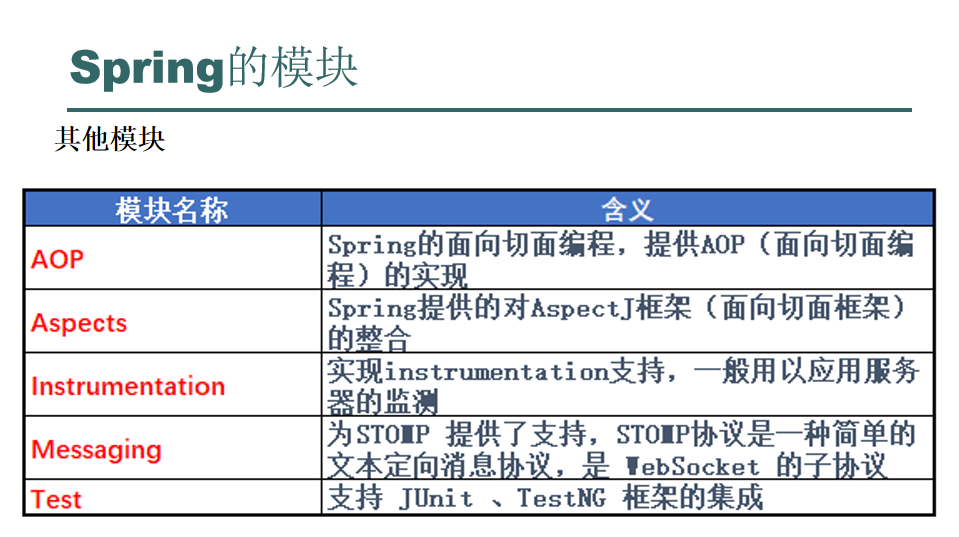 Spring的模块
其他模块
模块名称 含义
AOP
Spring的面向切面编程，提供AOP（面向切面编
程）的实现
Aspects
Spring提供的对AspectJ框架（面向切面框架）
的整合
Instrumentation
实现instrumentation支持，一般用以应用服务
器的监测
Messaging
为STOMP 提供了支持，STOMP协议是一种简单的
文本定向消息协议，是 WebSocket 的子协议
Test
支持 JUnit 、TestNG 框架的集成